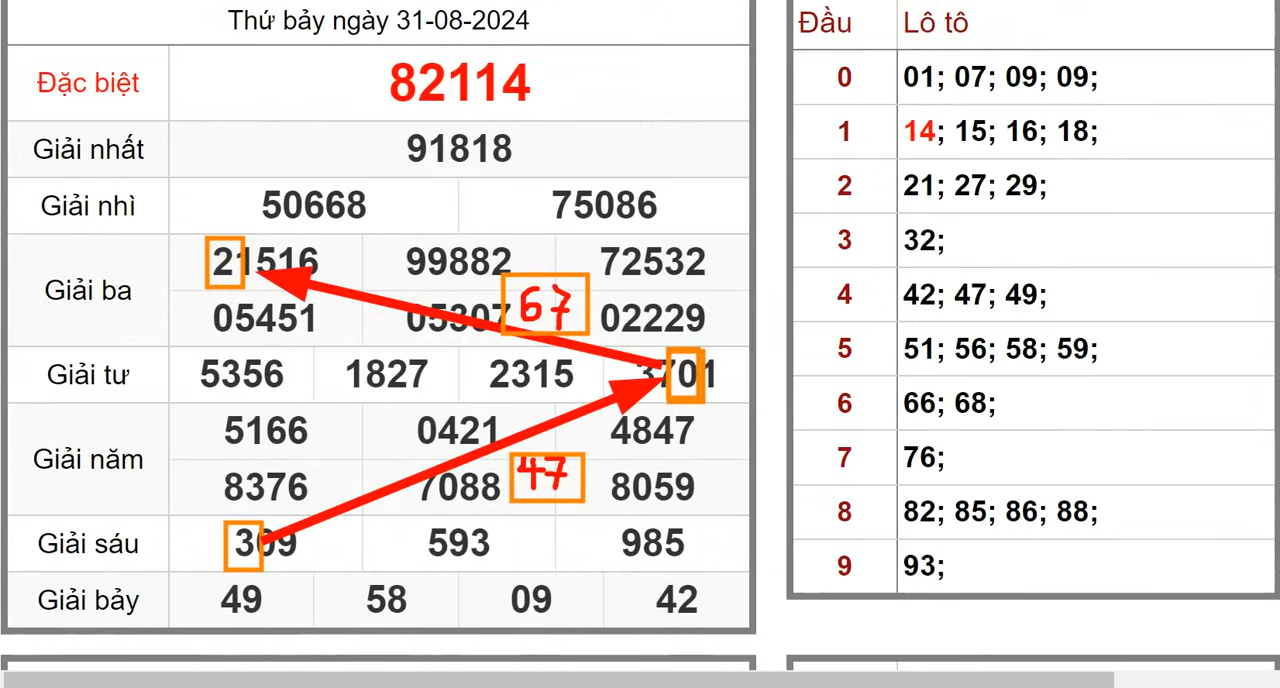 Thứ bảy ngày 31-08-2024
Đặc biệt 82114
Giải nhất 91818
Giải nhì 50668 75086
Giải ba 21516 99882 72532
05451 05307 02229
67
Giải tư 5356 1827 2315 3701
Giải năm 5166 0421 4847
8376 7088 8059
47
Giải sáu 309 593 985
Giải bảy 49 58 09 42
Đầu Lô tô
0 01; 07; 09; 09;
1 14; 15; 16; 18;
2 21; 27; 29;
3 32;
4 42; 47; 49;
5 51; 56; 58; 59;
6 66; 68;
7 76;
8 82; 85; 86; 88;
9 93;